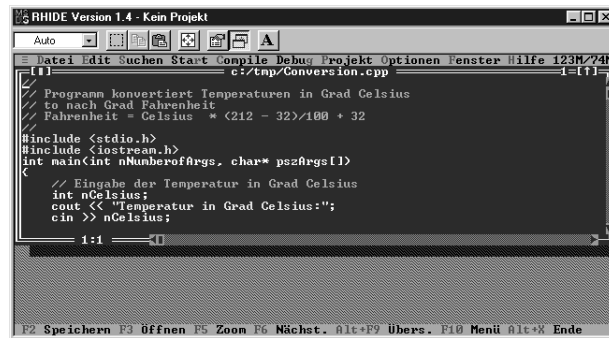 RHIDE Version 1.4 - Kein Projekt
Auto
A
≡ Datei Edit Suchen Start Compile Debug Projekt Optionen Fenster Hilfe 123M/74M
c:/tmp/Conversion.cpp 1=[↑]
//
// Programm konvertiert Temperaturen in Grad Celsius
// to nach Grad Fahrenheit
// Fahrenheit = Celsius * (212 - 32)/100 + 32
//
#include <stdio.h>
#include <iostream.h>
int main(int nNumberofArgs, char* pszArgs[])
{
// Eingabe der Temperatur in Grad Celsius
int nCelsius;
cout << "Temperatur in Grad Celsius:";
cin >> nCelsius;
1:1
F2 Speichern F3 Öffnen F5 Zoom F6 Nächst. Alt+F9 Übers. F10 Menü Alt+X Ende